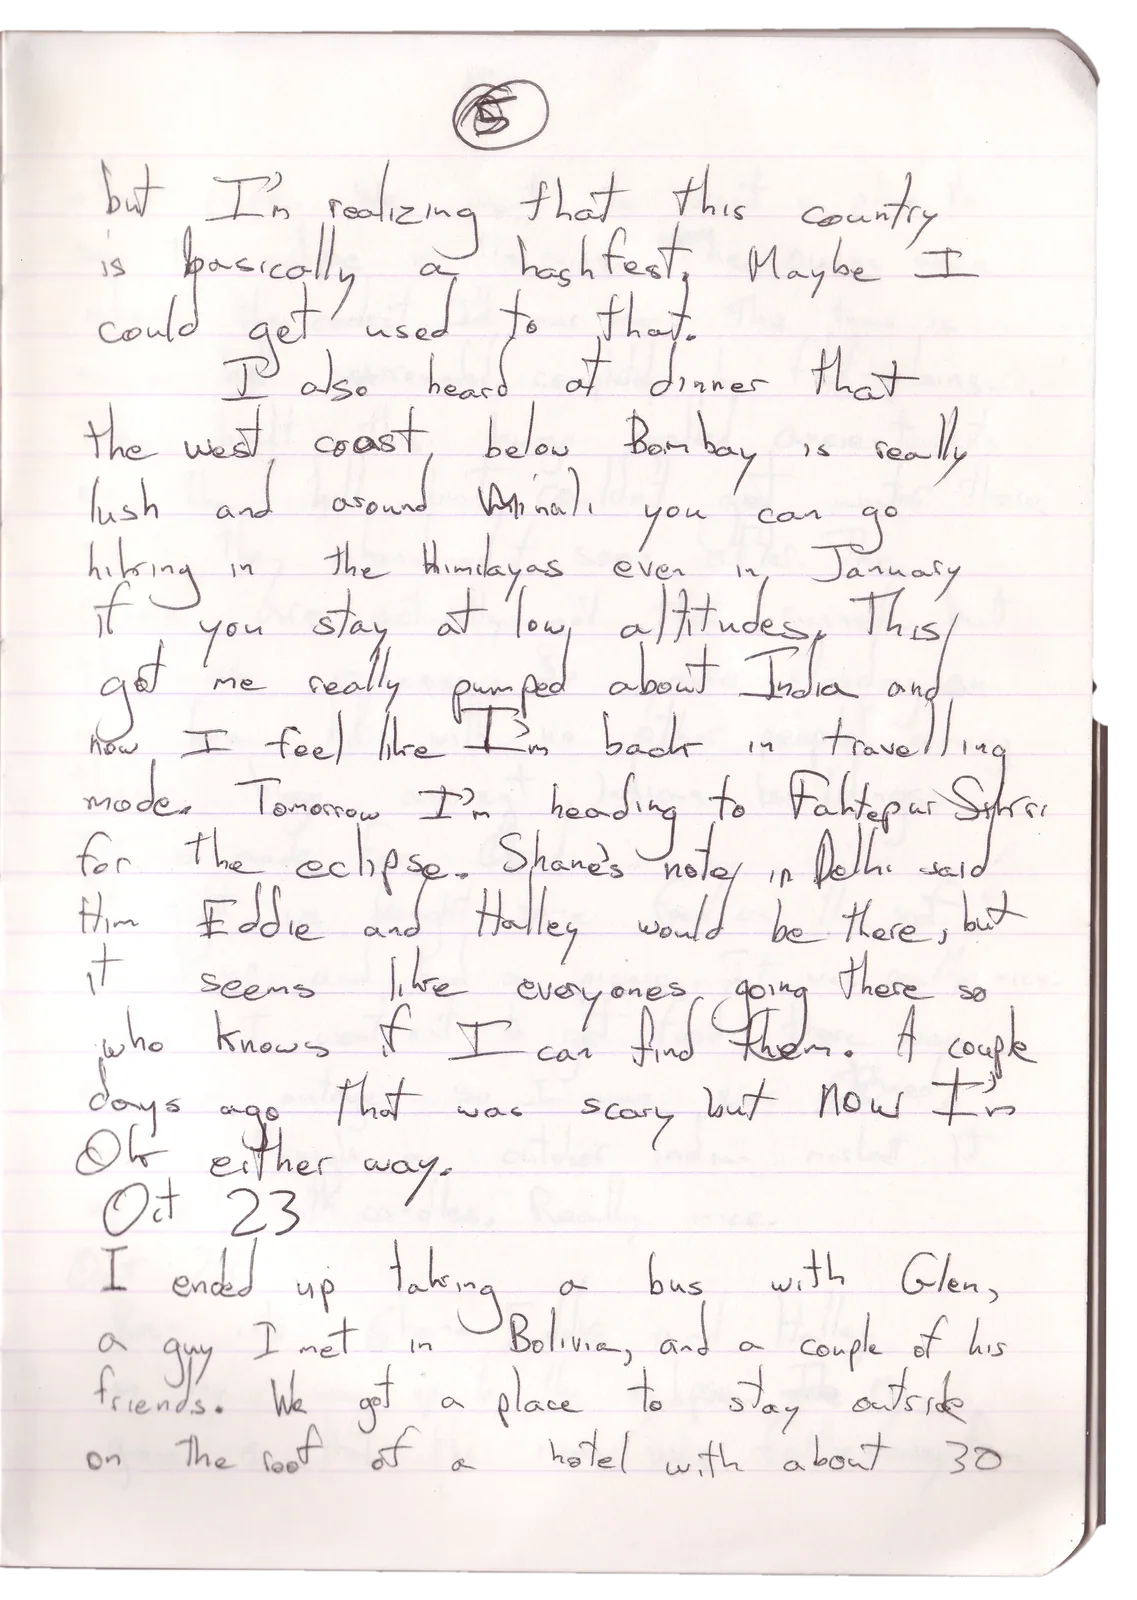 5
but I'm realizing that this country
is basically a hashfest. Maybe I
could get used to that.
I also heard at dinner that
the west coast below Bombay is really
lush and around you can go
hiking in the Himilayas even in January
if you stay at low altitudes. This
got me really pumped about India and
now I feel like I'm back in travelling
mode. Tomorrow I'm heading to Fahtepur Sikri
for the eclipse. Shane's note in Delhi said
Him Eddie and Halley would be there, but
it seems like everyones going there so
who knows if I can find them. A couple
days ago that was scary but now I'm
Ok either way.
Oct 23
I ended up taking a bus with Glen,
a guy I met in Bolivia, and a couple of his
friends. We got a place to stay outside
on the roof of a hotel with about 30